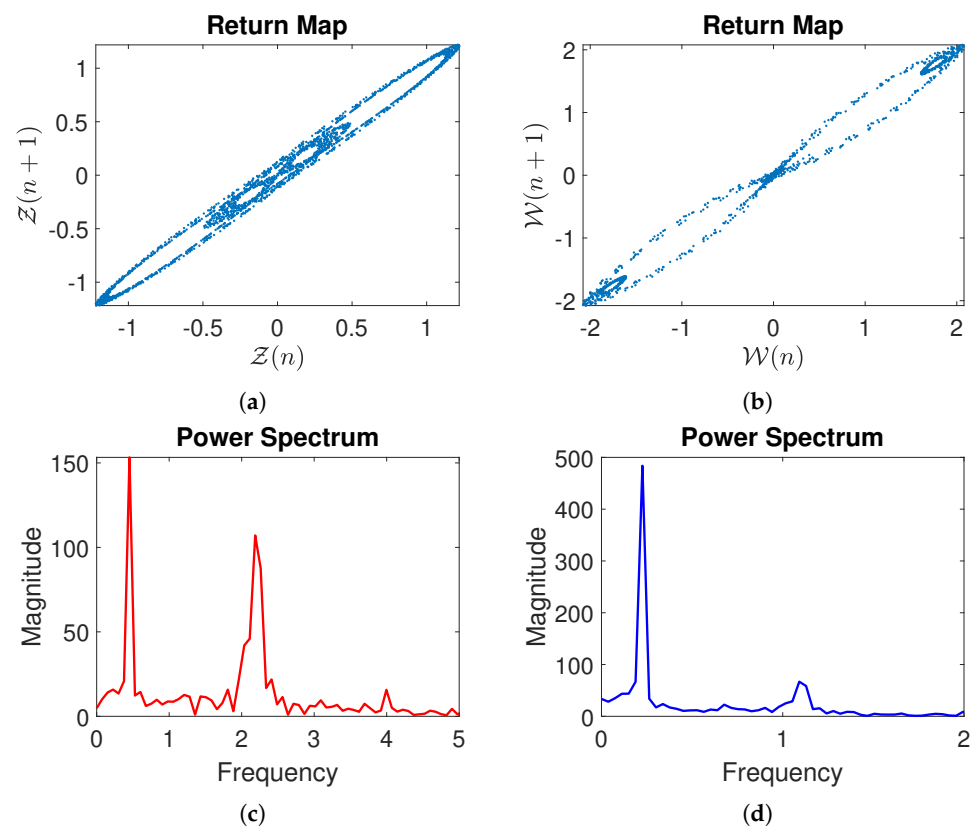 Return Map
Return Map
1
0.5
0
-0.5
-1
-1
-0.5
0
0.5
1
𝒵(n + 1)
𝒵(n)
2
1
0
-1
-2
-2
-1
0
1
2
𝒲(n + 1)
𝒲(n)
(a)
(b)
Power Spectrum
Power Spectrum
150
100
50
0
0
1
2
3
4
5
Magnitude
Frequency
500
400
300
200
100
0
0
1
2
Magnitude
Frequency
(c)
(d)